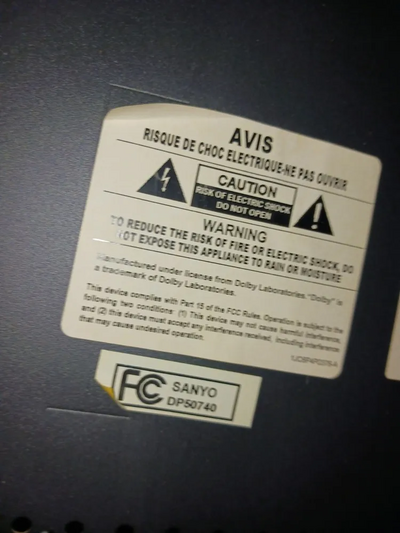 AVIS
RISQUE DE CHOC ELECTRIQUE-NE PAS OUVRIR
CAUTION
RISK OF ELECTRIC SHOCK
DO NOT OPEN
WARNING
TO REDUCE THE RISK OF FIRE OR ELECTRIC SHOCK, DO
NOT EXPOSE THIS APPLIANCE TO RAIN OR MOISTURE
Manufactured under license from Dolby Laboratories. "Dolby" is
a trademark of Dolby Laboratories.
This device complies with Part 15 of the FCC Rules. Operation is subject to the
following two conditions: (1) This device may not cause harmful interference,
and (2) this device must accept any interference received, including interference
that may cause undesired operation.
FC SANYO
DP50740